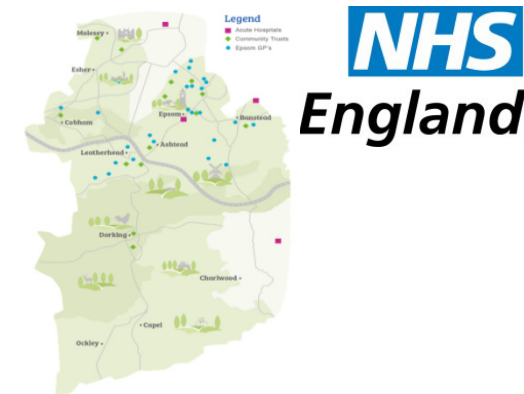 Legend
Acute Hospitals
Community Trusts
Epsom GP's
NHS
England
Molesey
Esher
Cobham
Epsom
Banstead
Leatherhead
Ashtead
Dorking
Charlwood
Capel
Ockley